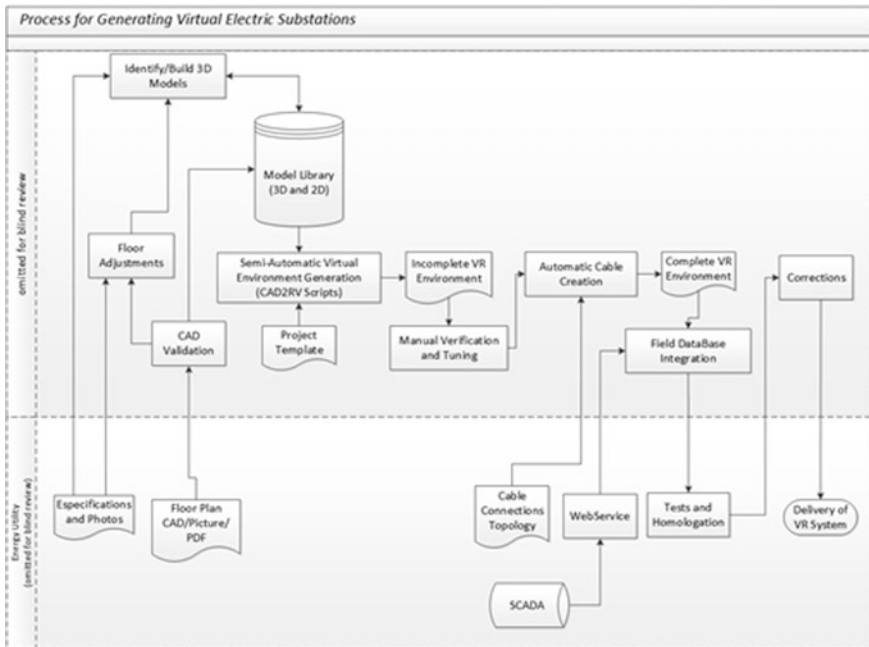 Process for Generating Virtual Electric Substations
omitted for blind review
Identify/Build 3D
Models
Model Library
(3D and 2D)
Floor
Adjustments
Semi-Automatic Virtual
Environment Generation
(CAD2RV Scripts)
Incomplete VR
Environment
Automatic Cable
Creation
Complete VR
Environment
Corrections
CAD
Validation
Project
Template
Manual Verification
and Tuning
Field DataBase
Integration
Energy Utility
(omitted for blind review)
Especifications
and Photos
Floor Plan
CAD/Picture/
PDF
Cable
Connections
Topology
WebService
Tests and
Homologation
Delivery of
VR System
SCADA